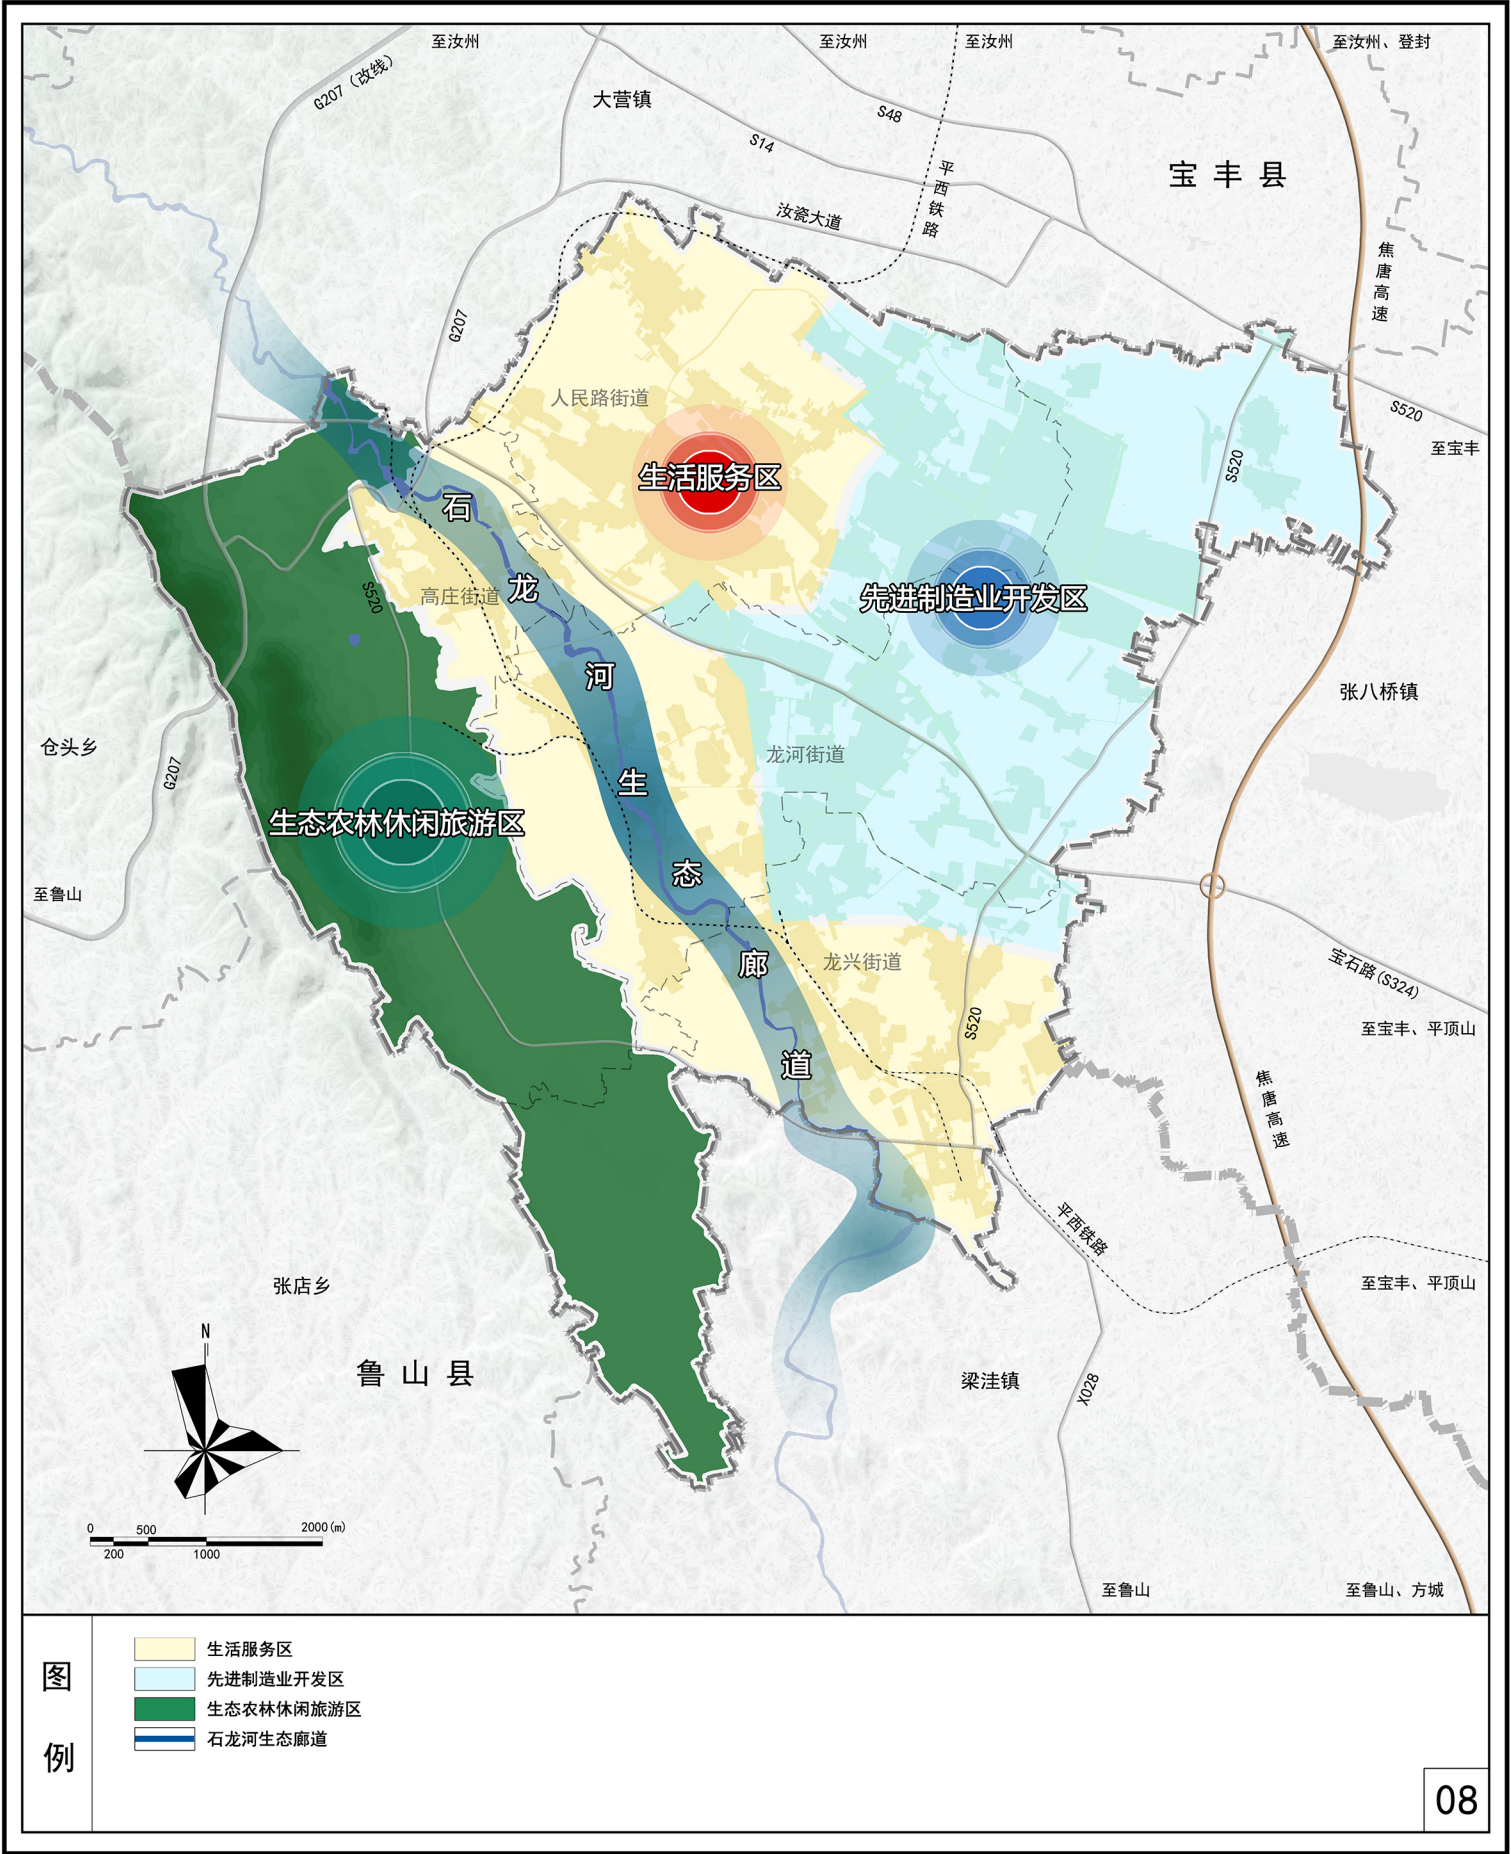 至汝州
至汝州
至汝州
至汝州、登封
G207（改线）
大营镇
S48
S14
平西铁路
宝丰县
汝瓷大道
焦唐高速
G207
人民路街道
S520
至宝丰
生活服务区
S520
石龙河生态廊道
高庄街道
S520
先进制造业开发区
张八桥镇
仓头乡
龙河街道
G207
生态农林休闲旅游区
至鲁山
龙兴街道
宝石路(S324)
S520
至宝丰、平顶山
焦唐高速
平西铁路
张店乡
至宝丰、平顶山
N
鲁山县
梁洼镇
X028
0 500 2000(m)
200 1000
至鲁山
至鲁山、方城
图例
生活服务区
先进制造业开发区
生态农林休闲旅游区
石龙河生态廊道
08